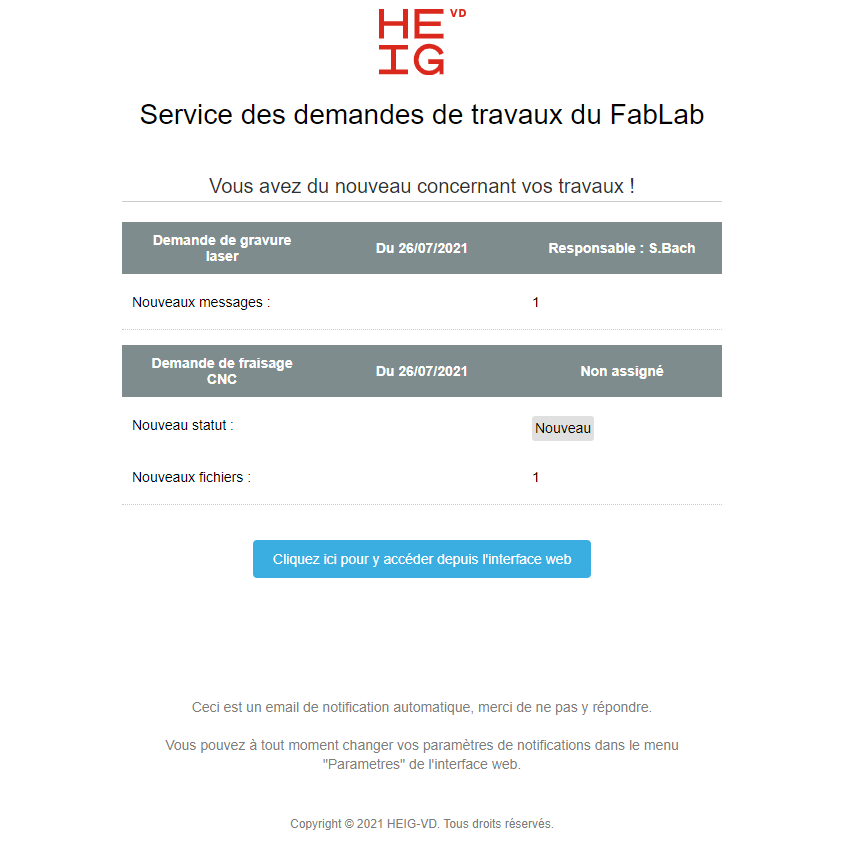 HE VD
IG
Service des demandes de travaux du FabLab
Vous avez du nouveau concernant vos travaux !
Demande de gravure
laser
Du 26/07/2021
Responsable : S.Bach
Nouveaux messages :
1
Demande de fraisage
CNC
Du 26/07/2021
Non assigné
Nouveau statut :
Nouveau
Nouveaux fichiers :
1
Cliquez ici pour y accéder depuis l'interface web
Ceci est un email de notification automatique, merci de ne pas y répondre.
Vous pouvez à tout moment changer vos paramètres de notifications dans le menu
"Parametres" de l'interface web.
Copyright © 2021 HEIG-VD. Tous droits réservés.